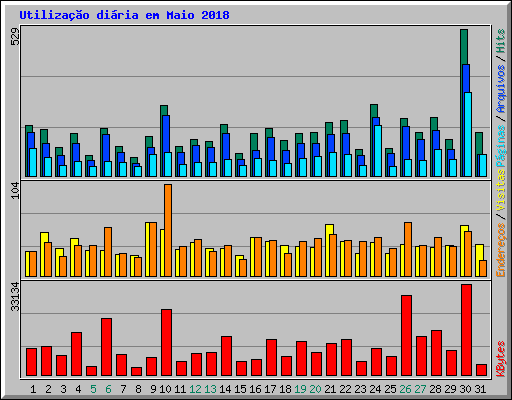 Utilização diária em Maio 2018
529
104
33134
Endereços / Visitas
Páginas / Arquivos / Hits
KBytes
1 2 3 4 5 6 7 8 9 10 11 12 13 14 15 16 17 18 19 20 21 22 23 24 25 26 27 28 29 30 31